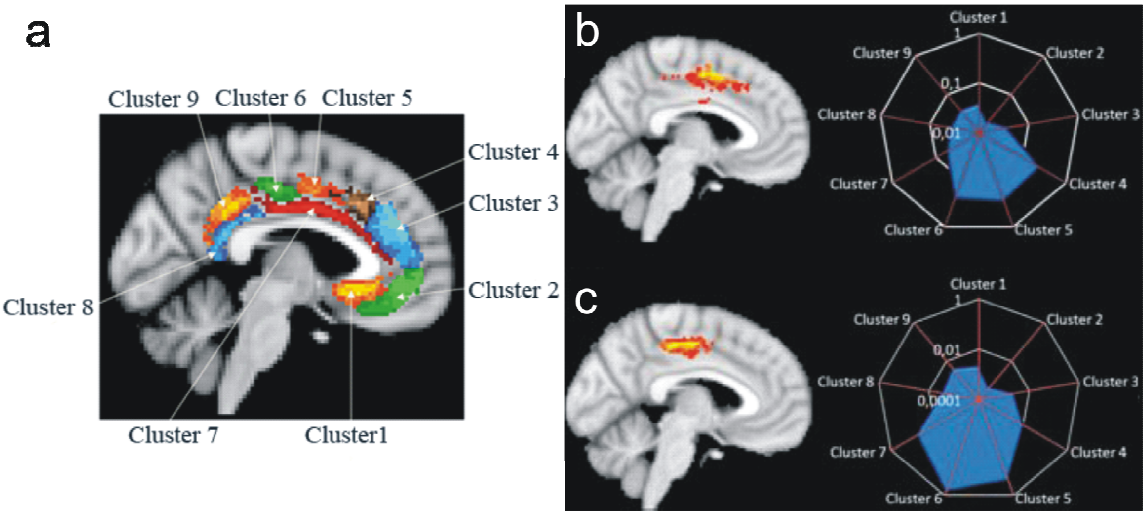 a
Cluster 9 Cluster 6 Cluster 5
Cluster 4
Cluster 3
Cluster 2
Cluster 8
Cluster 7
Cluster1
b
Cluster 1
1
Cluster 9
Cluster 2
0,1
Cluster 8
Cluster 3
0,01
Cluster 7
Cluster 4
Cluster 6
Cluster 5
c
Cluster 1
1
Cluster 9
Cluster 2
0,01
Cluster 8
Cluster 3
0,0001
Cluster 7
Cluster 4
Cluster 6
Cluster 5